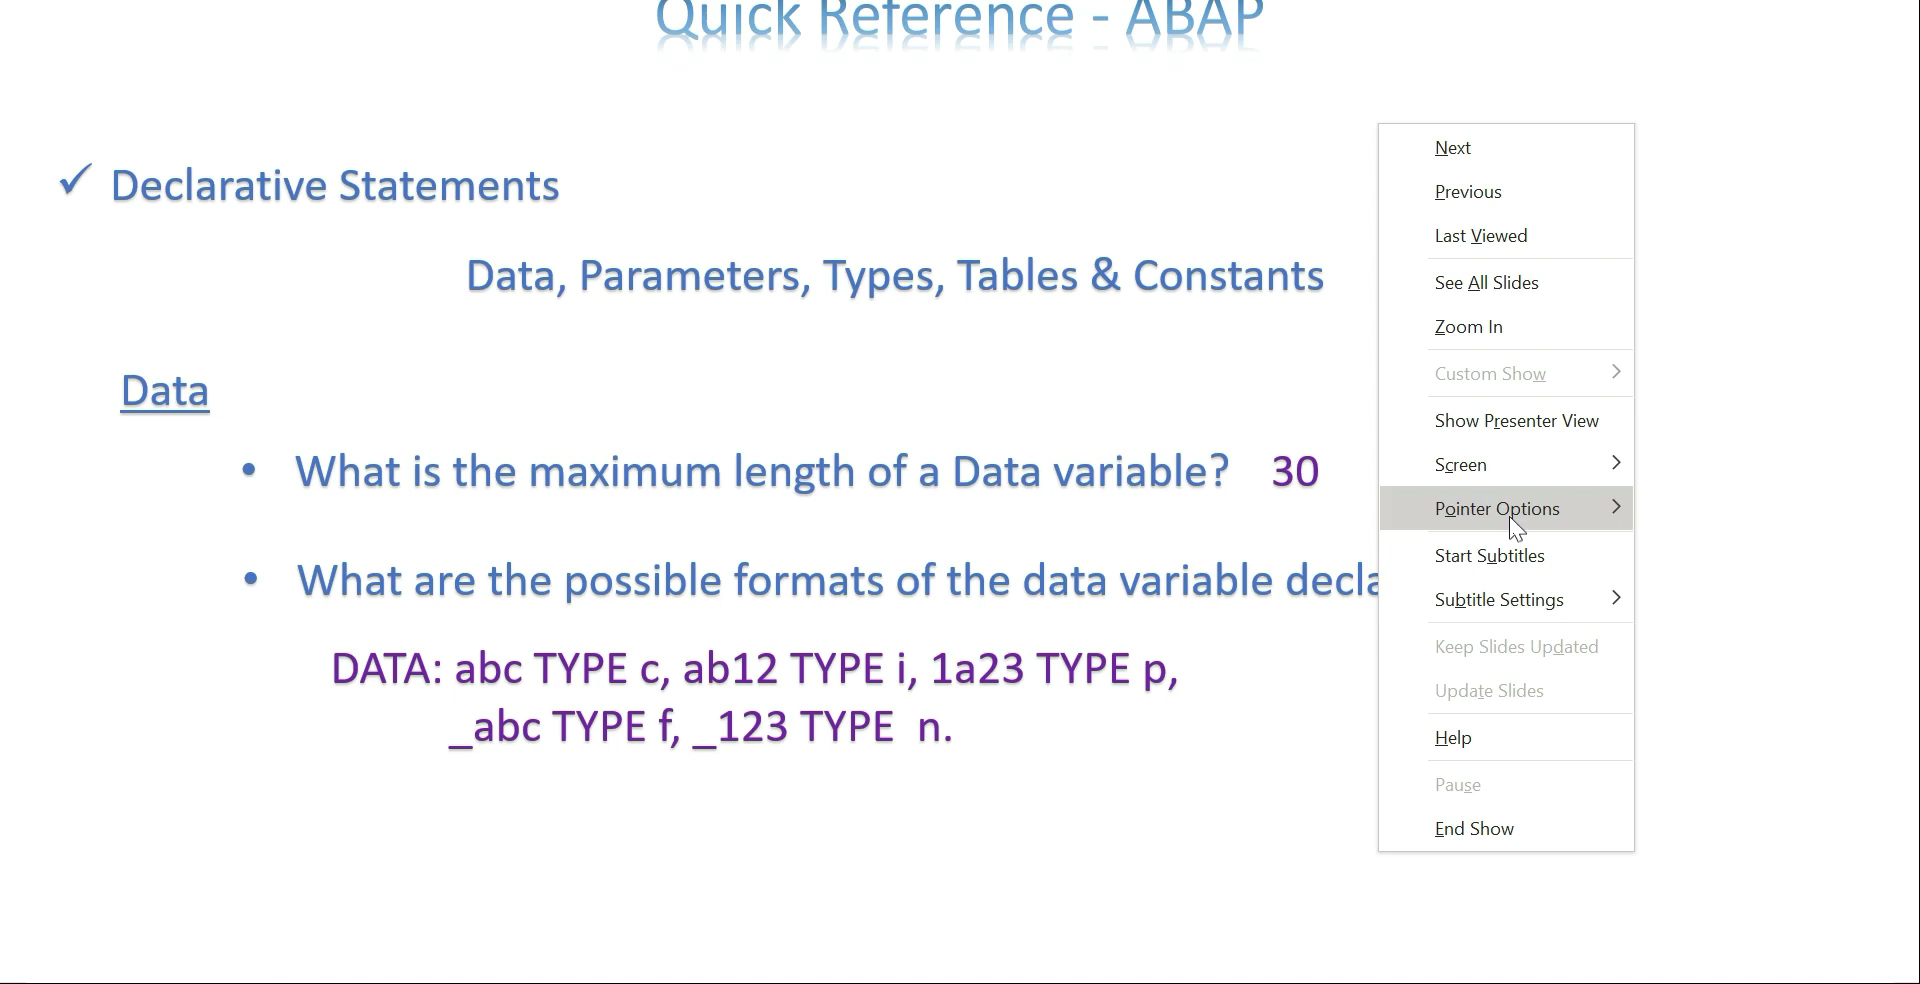 Quick Reference - ABAP
✓ Declarative Statements
Data, Parameters, Types, Tables & Constants
Data
• What is the maximum length of a Data variable? 30
• What are the possible formats of the data variable
DATA: abc TYPE c, ab12 TYPE i, 1a23 TYPE p,
_abc TYPE f, _123 TYPE n.
Next
Previous
Last Viewed
See All Slides
Zoom In
Custom Show
Show Presenter View
Screen
Pointer Options
Start Subtitles
Subtitle Settings
Keep Slides Updated
Update Slides
Help
Pause
End Show